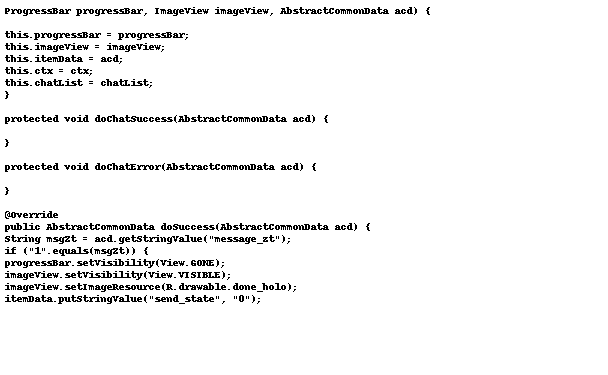 ProgressBar progressBar, ImageView imageView, AbstractCommonData acd) {
this.progressBar = progressBar;
this.imageView = imageView;
this.itemData = acd;
this.ctx = ctx;
this.chatList = chatList;
}
protected void doChatSuccess(AbstractCommonData acd) {
}
protected void doChatError(AbstractCommonData acd) {
}
@Override
public AbstractCommonData doSuccess(AbstractCommonData acd) {
String msgZt = acd.getStringValue("message_zt");
if ("1".equals(msgZt)) {
progressBar.setVisibility(View.GONE);
imageView.setVisibility(View.VISIBLE);
imageView.setImageResource(R.drawable.done_holo);
itemData.putStringValue("send_state", "0");